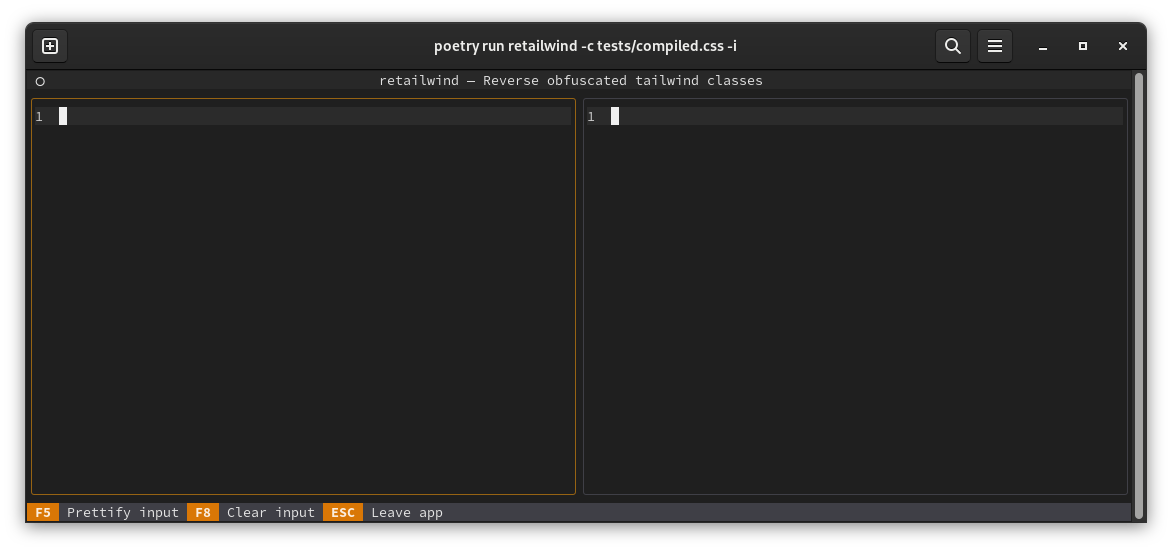 poetry run retailwind -c tests/compiled.css -i
retailwind — Reverse obfuscated tailwind classes
1 1
F5 Prettify input F8 Clear input ESC Leave app